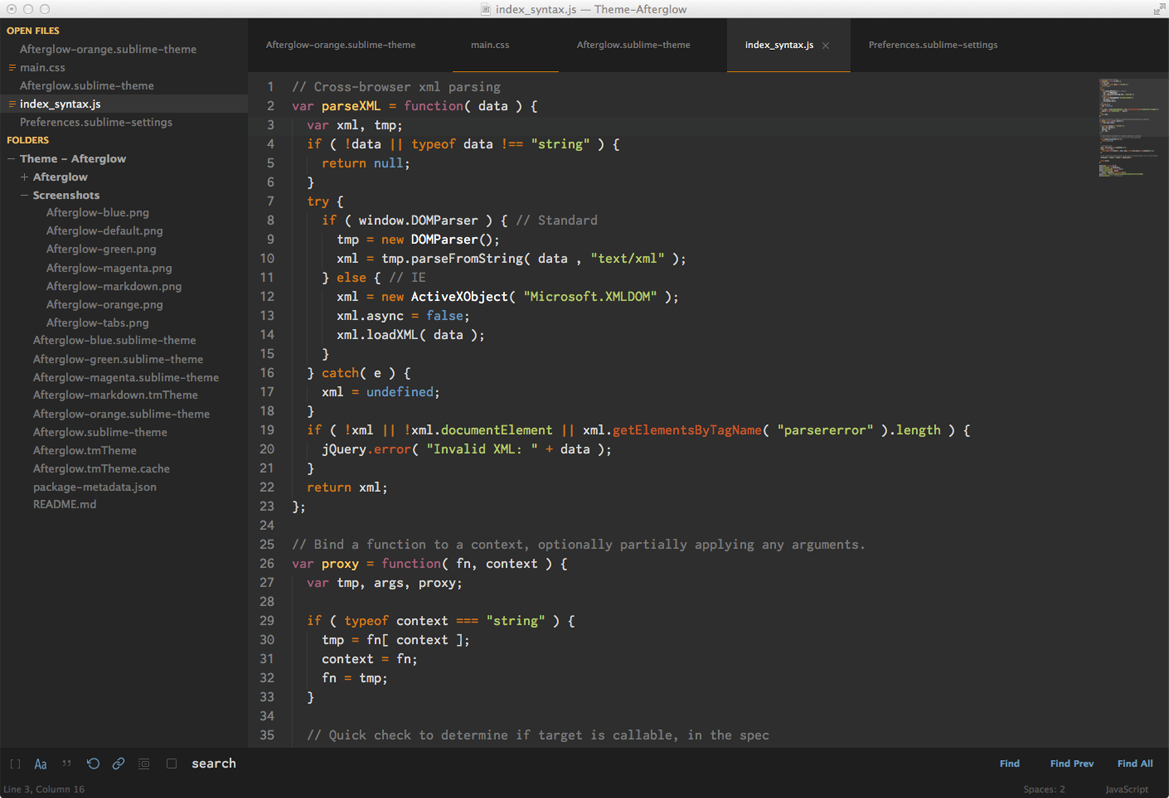 index_syntax.js — Theme-Afterglow
OPEN FILES
Afterglow-orange.sublime-theme
main.css
Afterglow.sublime-theme
index_syntax.js
Preferences.sublime-settings
FOLDERS
Theme - Afterglow
Afterglow
Screenshots
Afterglow-blue.png
Afterglow-default.png
Afterglow-green.png
Afterglow-magenta.png
Afterglow-markdown.png
Afterglow-orange.png
Afterglow-tabs.png
Afterglow-blue.sublime-theme
Afterglow-green.sublime-theme
Afterglow-magenta.sublime-theme
Afterglow-markdown.tmTheme
Afterglow-orange.sublime-theme
Afterglow.sublime-theme
Afterglow.tmTheme
Afterglow.tmTheme.cache
package-metadata.json
README.md
Afterglow-orange.sublime-theme main.css Afterglow.sublime-theme index_syntax.js Preferences.sublime-settings
1 // Cross-browser xml parsing
2 var parseXML = function( data ) {
3   var xml, tmp;
4   if ( !data || typeof data !== "string" ) {
5     return null;
6   }
7   try {
8     if ( window.DOMParser ) { // Standard
9       tmp = new DOMParser();
10       xml = tmp.parseFromString( data , "text/xml" );
11     } else { // IE
12       xml = new ActiveXObject( "Microsoft.XMLDOM" );
13       xml.async = false;
14       xml.loadXML( data );
15     }
16   } catch( e ) {
17     xml = undefined;
18   }
19   if ( !xml || !xml.documentElement || xml.getElementsByTagName( "parsererror" ).length ) {
20     jQuery.error( "Invalid XML: " + data );
21   }
22   return xml;
23 };
24
25 // Bind a function to a context, optionally partially applying any arguments.
26 var proxy = function( fn, context ) {
27   var tmp, args, proxy;
28
29   if ( typeof context === "string" ) {
30     tmp = fn[ context ];
31     context = fn;
32     fn = tmp;
33   }
34
35   // Quick check to determine if target is callable, in the spec
Aa search Find Find Prev Find All
Line 3, Column 16 Spaces: 2 JavaScript